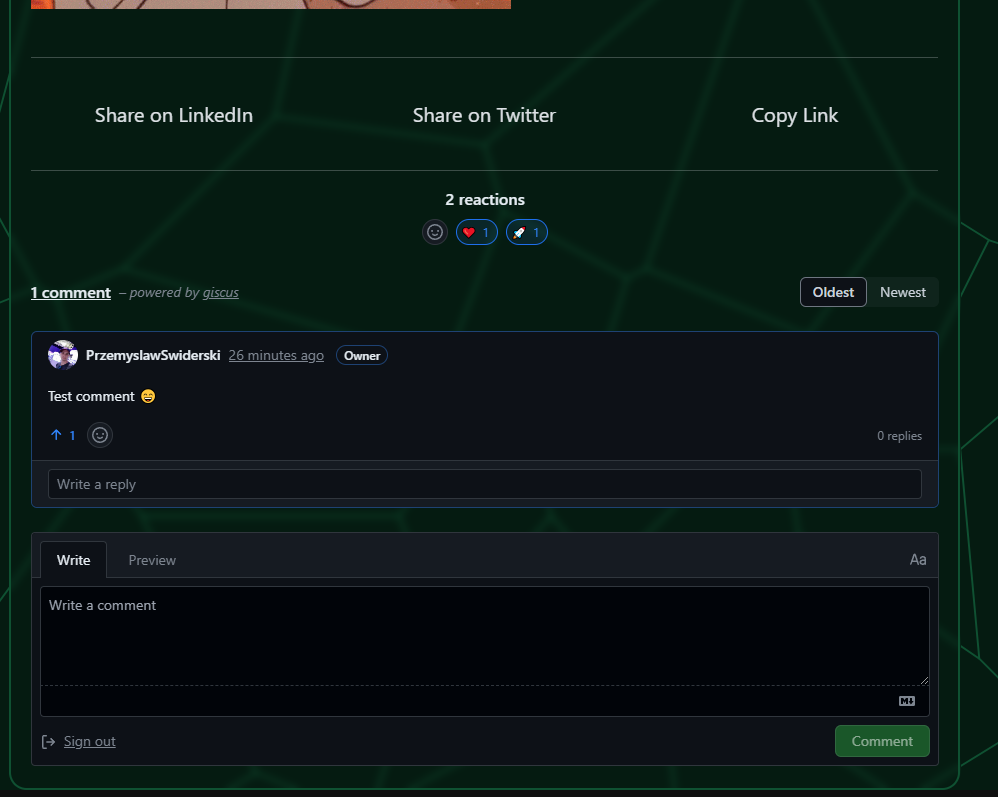 Share on LinkedIn Share on Twitter Copy Link
2 reactions
1 1
1 comment – powered by giscus Oldest Newest
PrzemyslawSwiderski 26 minutes ago Owner
Test comment 😄
1 0 replies
Write a reply
Write Preview Aa
Write a comment
M↓
Sign out Comment